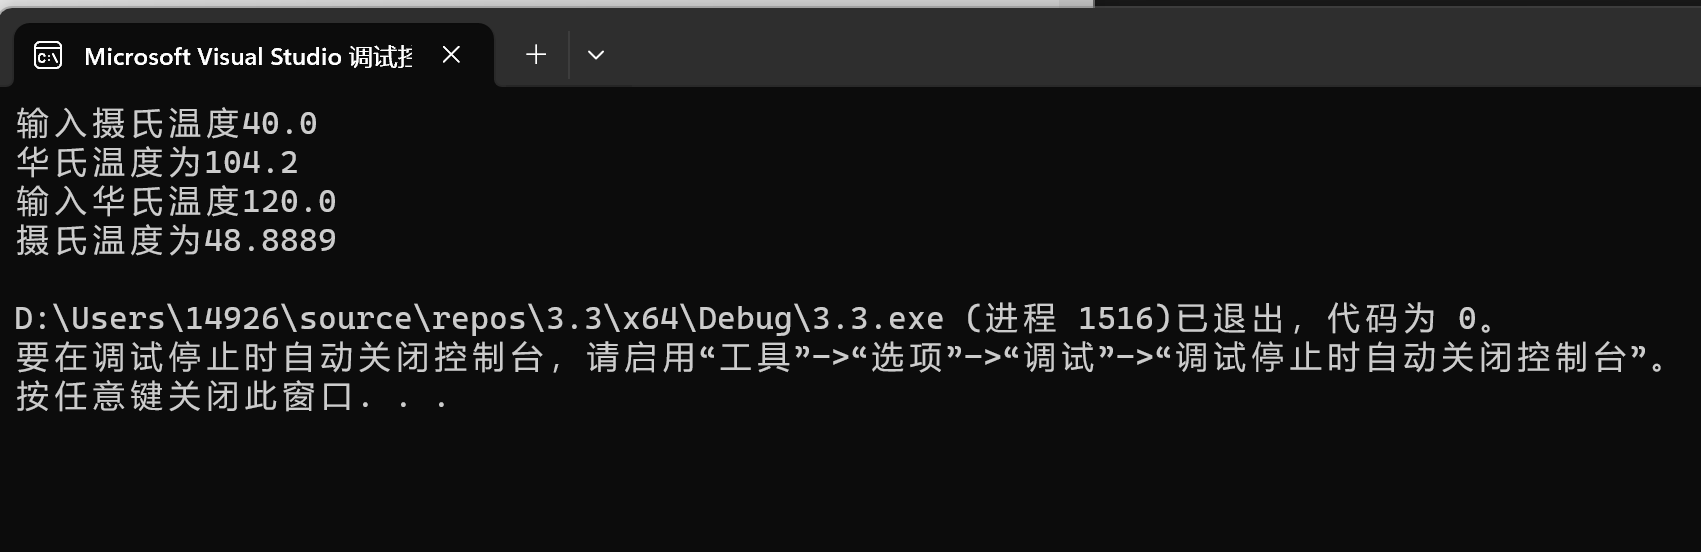 Microsoft Visual Studio 调试
输入摄氏温度40.0
华氏温度为104.2
输入华氏温度120.0
摄氏温度为48.8889
D:\Users\14926\source\repos\3.3\x64\Debug\3.3.exe (进程 1516)已退出，代码为 0。
要在调试停止时自动关闭控制台，请启用“工具”->“选项”->“调试”->“调试停止时自动关闭控制台”。
按任意键关闭此窗口. . .